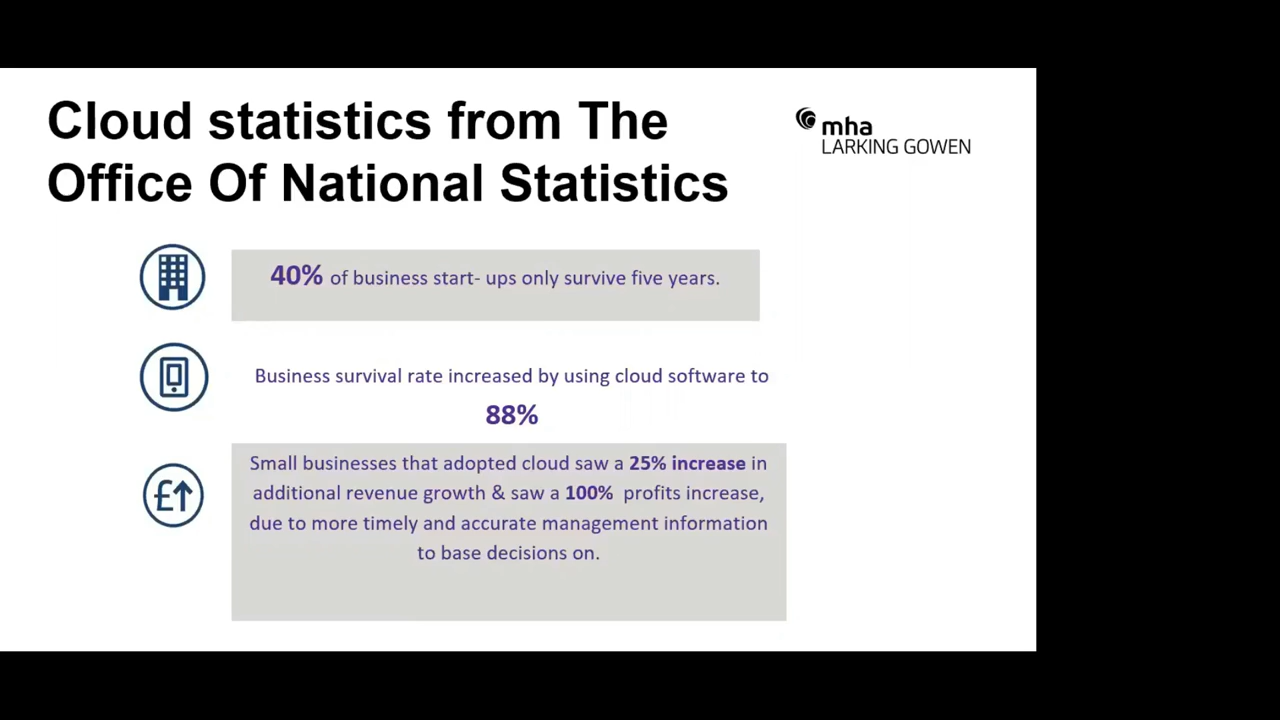 Cloud statistics from The
Office Of National Statistics
mha
LARKING GOWEN
40% of business start- ups only survive five years.
Business survival rate increased by using cloud software to
88%
Small businesses that adopted cloud saw a 25% increase in
additional revenue growth & saw a 100% profits increase,
due to more timely and accurate management information
to base decisions on.
£